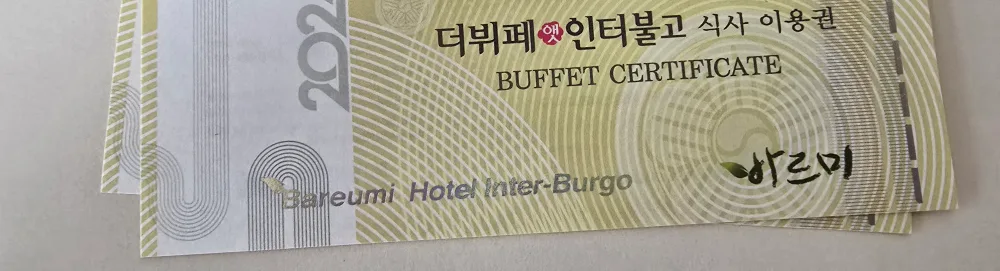 더뷔페앳인터불고 식사 이용권
BUFFET CERTIFICATE
Bareumi Hotel Inter-Burgo
바르미